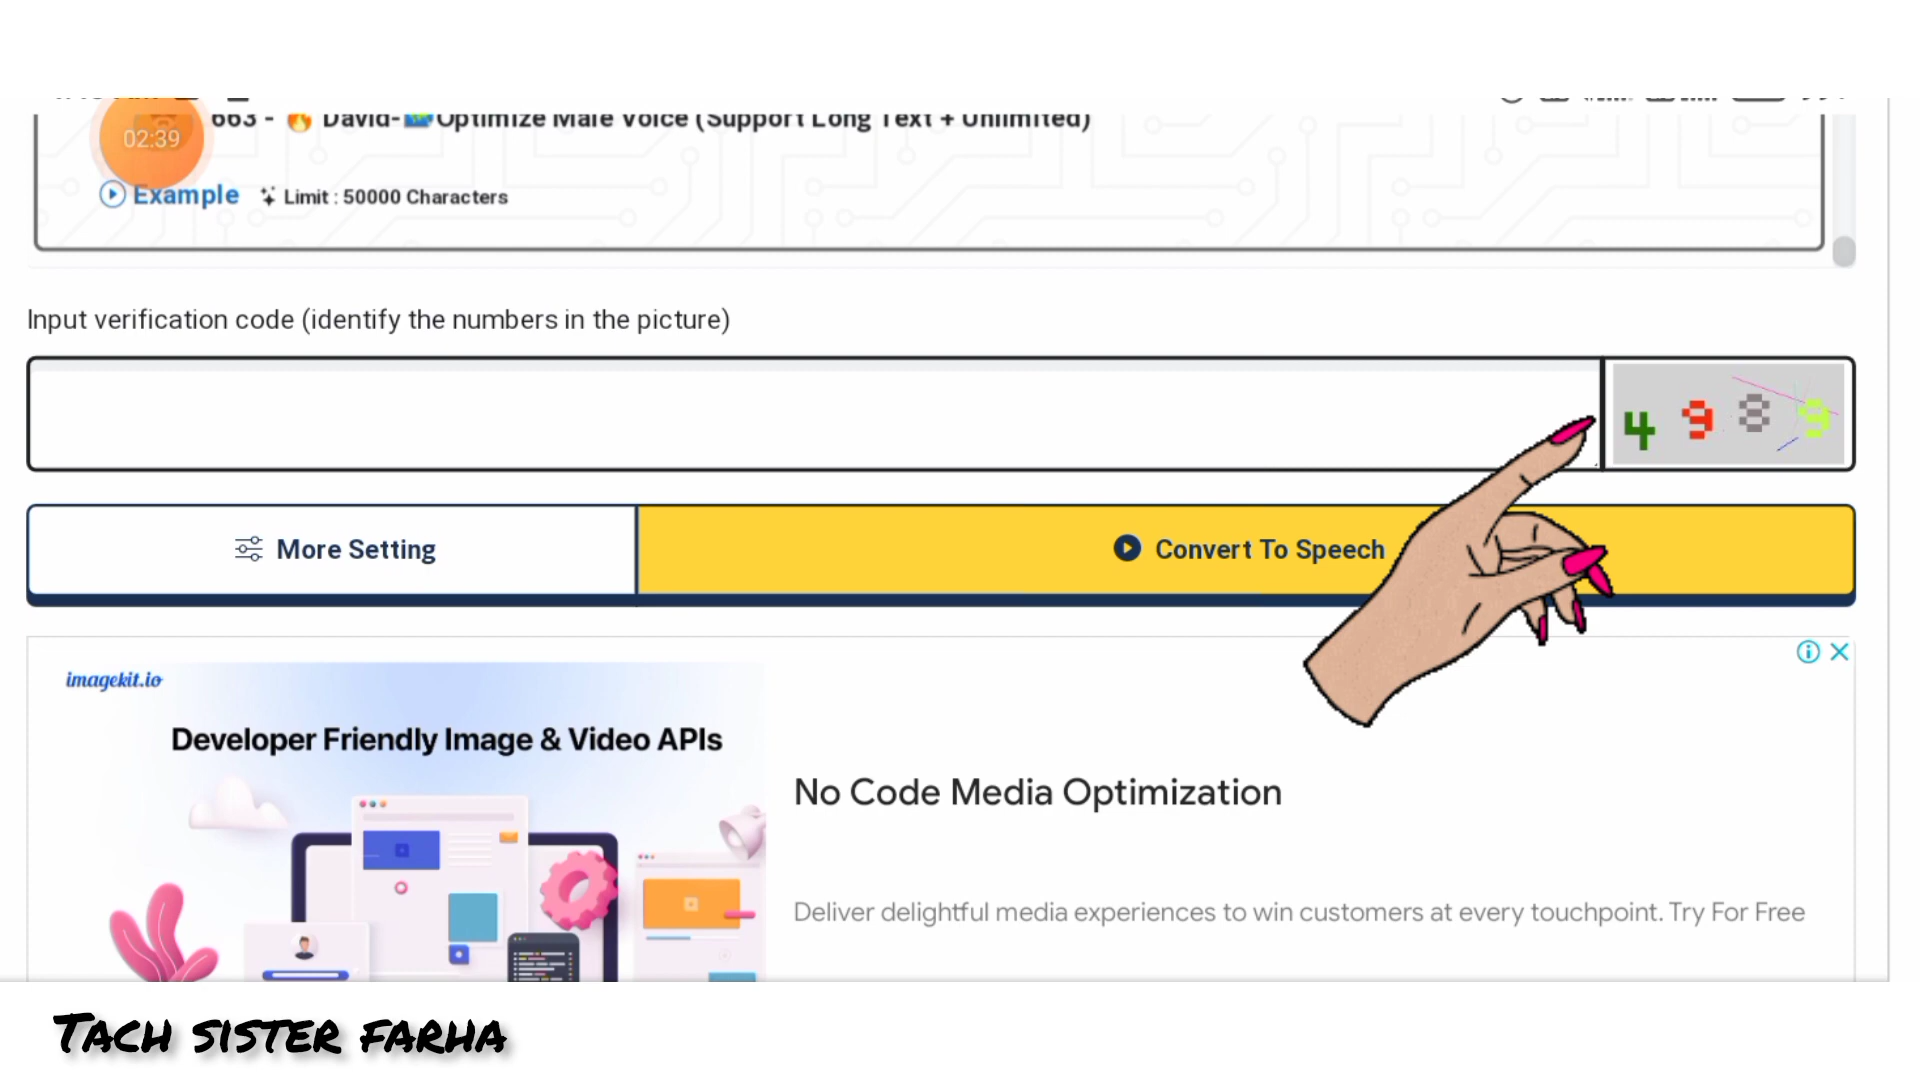 02:39
663 - 🔥 David-🗺️Optimize Male Voice (Support Long Text + Unlimited)
Example Limit : 50000 Characters
Input verification code (identify the numbers in the picture)
4 9 8 9
More Setting
Convert To Speech
imagekit.io
Developer Friendly Image & Video APIs
No Code Media Optimization
Deliver delightful media experiences to win customers at every touchpoint. Try For Free
TACH SISTER FARHA